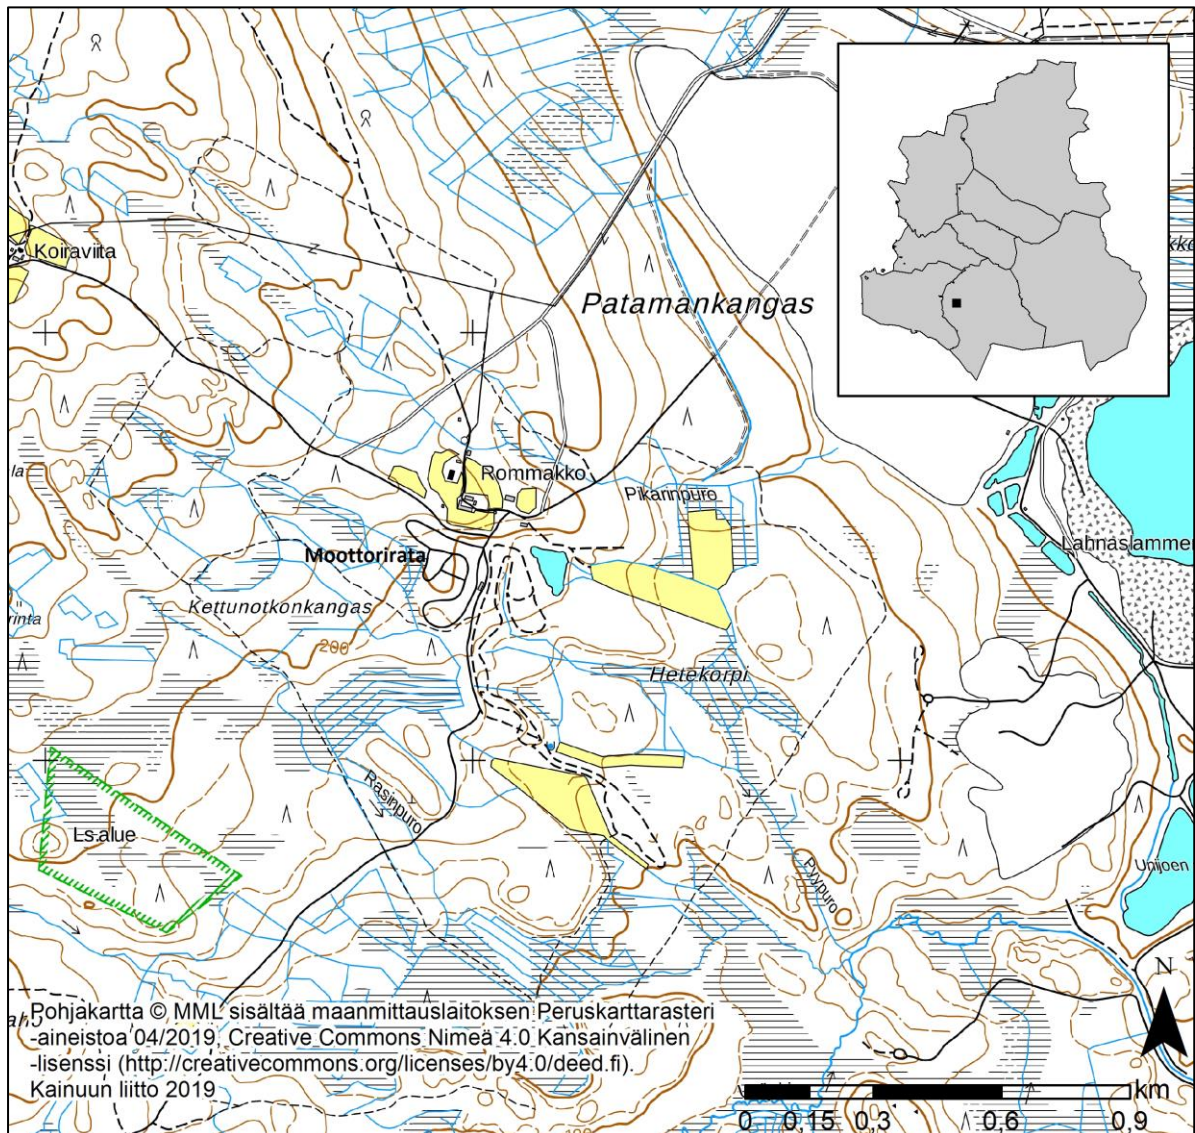 Koiraviita
Patamankangas
Rommakko
Pikarinpuro
Moottorirata
Lahnaslammen
Kettunotkonkangas
rinta
200
Hetekorpi
Rasinpuro
Ls.alue
Pyypuro
Unijoen
N
Pohjakartta © MML sisältää maanmittauslaitoksen Peruskarttarasteri
-aineistoa 04/2019, Creative Commons Nimeä 4.0 Kansainvälinen
-lisenssi (http://creativecommons.org/licenses/by4.0/deed.fi).
Kainuun liitto 2019
km
0 0,15 0,3 0,6 0,9